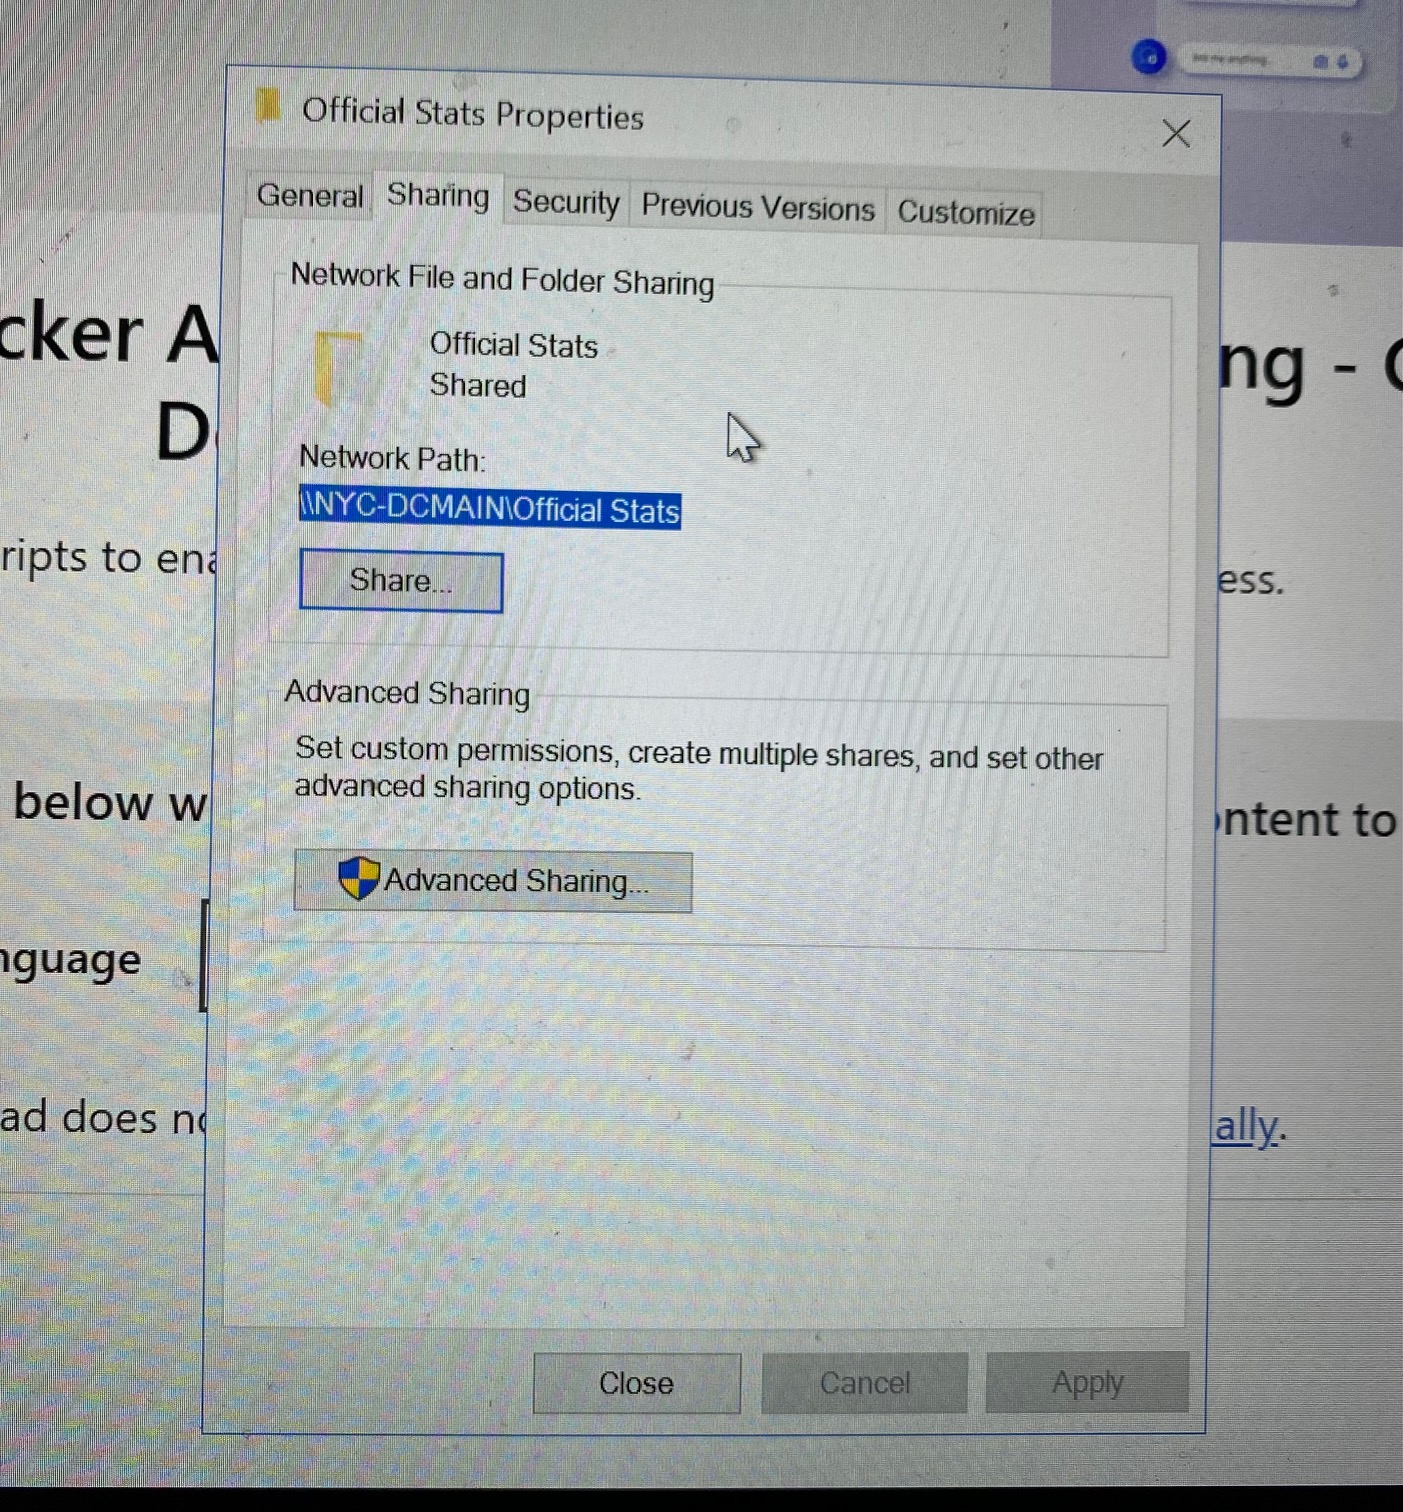 Official Stats Properties
General Sharing Security Previous Versions Customize
Network File and Folder Sharing
Official Stats
Shared
Network Path:
\\NYC-DCMAIN\Official Stats
Share...
Advanced Sharing
Set custom permissions, create multiple shares, and set other
advanced sharing options.
Advanced Sharing...
Close Cancel Apply
cker A
ng -
D
ripts to ena
ess.
below w
ntent to
nguage
ad does no
ally.